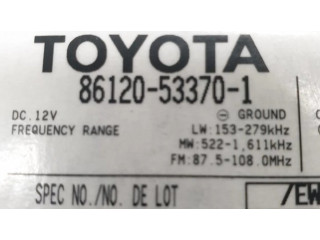 TOYOTA
86120-53370-1
DC.12V ⊖ GROUND
FREQUENCY RANGE LW:153-279kHz
MW:522-1,611kHz
FM:87.5-108.0MHz
SPEC NO./NO. DE LOT /EW